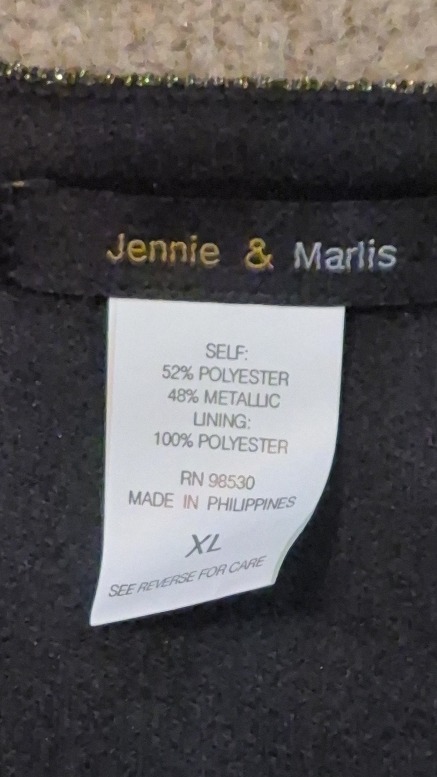 Jennie & Marlis
SELF:
52% POLYESTER
48% METALLIC
LINING:
100% POLYESTER
RN 98530
MADE IN PHILIPPINES
XL
SEE REVERSE FOR CARE